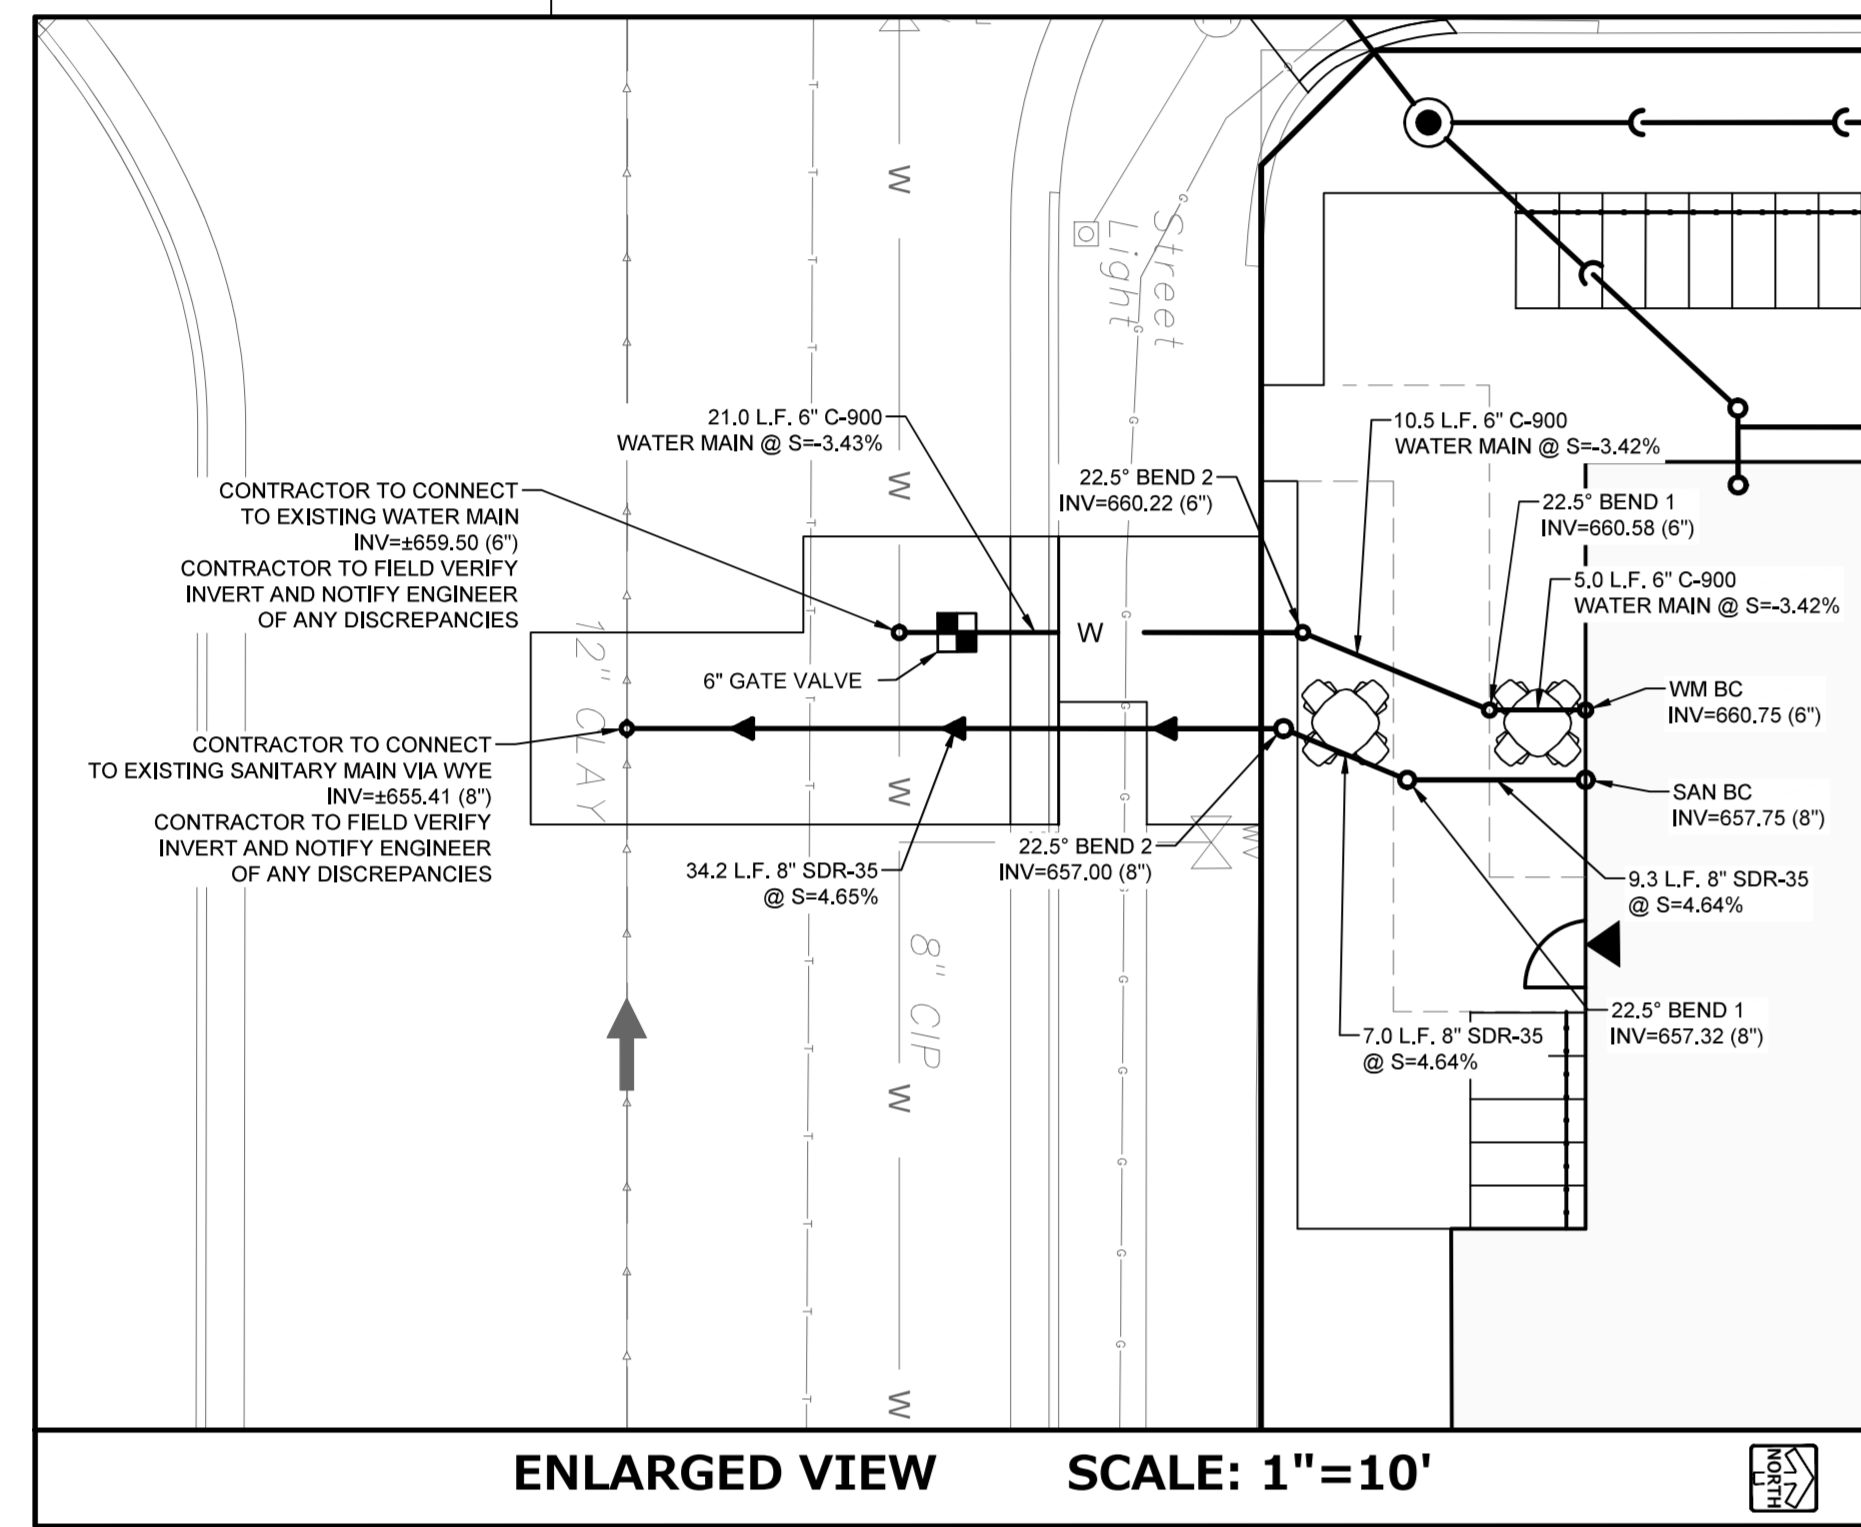 Street
Light
21.0 L.F. 6" C-900
WATER MAIN @ S=-3.43%
10.5 L.F. 6" C-900
WATER MAIN @ S=-3.42%
CONTRACTOR TO CONNECT
TO EXISTING WATER MAIN
INV=±659.50 (6")
CONTRACTOR TO FIELD VERIFY
INVERT AND NOTIFY ENGINEER
OF ANY DISCREPANCIES
22.5° BEND 2
INV=660.22 (6")
22.5° BEND 1
INV=660.58 (6")
5.0 L.F. 6" C-900
WATER MAIN @ S=-3.42%
W
W
W
W
W
W
6" GATE VALVE
12" CLAY
WM BC
INV=660.75 (6")
CONTRACTOR TO CONNECT
TO EXISTING SANITARY MAIN VIA WYE
INV=±655.41 (8")
CONTRACTOR TO FIELD VERIFY
INVERT AND NOTIFY ENGINEER
OF ANY DISCREPANCIES
SAN BC
INV=657.75 (8")
34.2 L.F. 8" SDR-35
@ S=4.65%
22.5° BEND 2
INV=657.00 (8")
WV
9.3 L.F. 8" SDR-35
@ S=4.64%
8" CIP
7.0 L.F. 8" SDR-35
@ S=4.64%
22.5° BEND 1
INV=657.32 (8")
ENLARGED VIEW SCALE: 1"=10'
NORTH